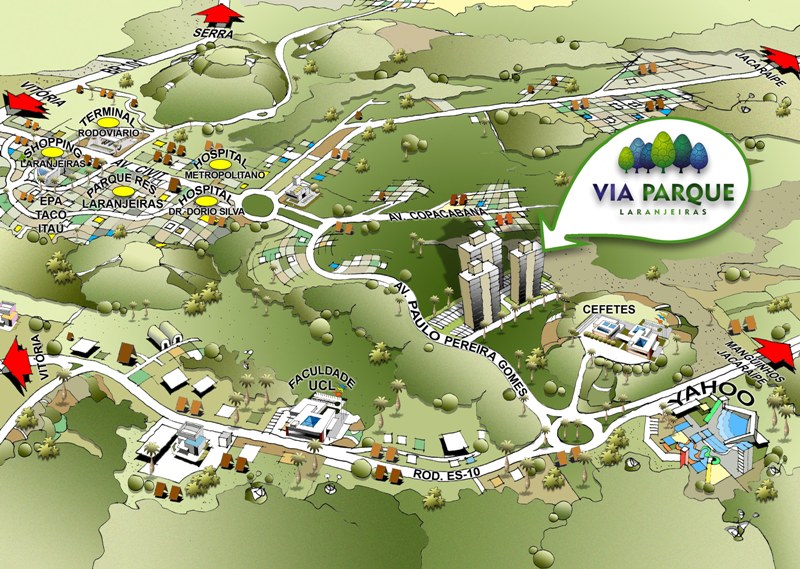 SERRA
VITÓRIA
JACARAIPE
TERMINAL
RODOVIÁRIO
SHOPPING
LARANJEIRAS
AV. CIVIT
HOSPITAL
METROPOLITANO
PARQUE RES
LARANJEIRAS
HOSPITAL
DR. DÓRIO SILVA
EPA
TACO
ITAÚ
VIA PARQUE
LARANJEIRAS
AV. COPACABANA
AV. PAULO PEREIRA GOMES
CEFETES
VITÓRIA
FACULDADE
UCL
MANGUINHOS
JACARAIPE
YAHOO
ROD. ES-10